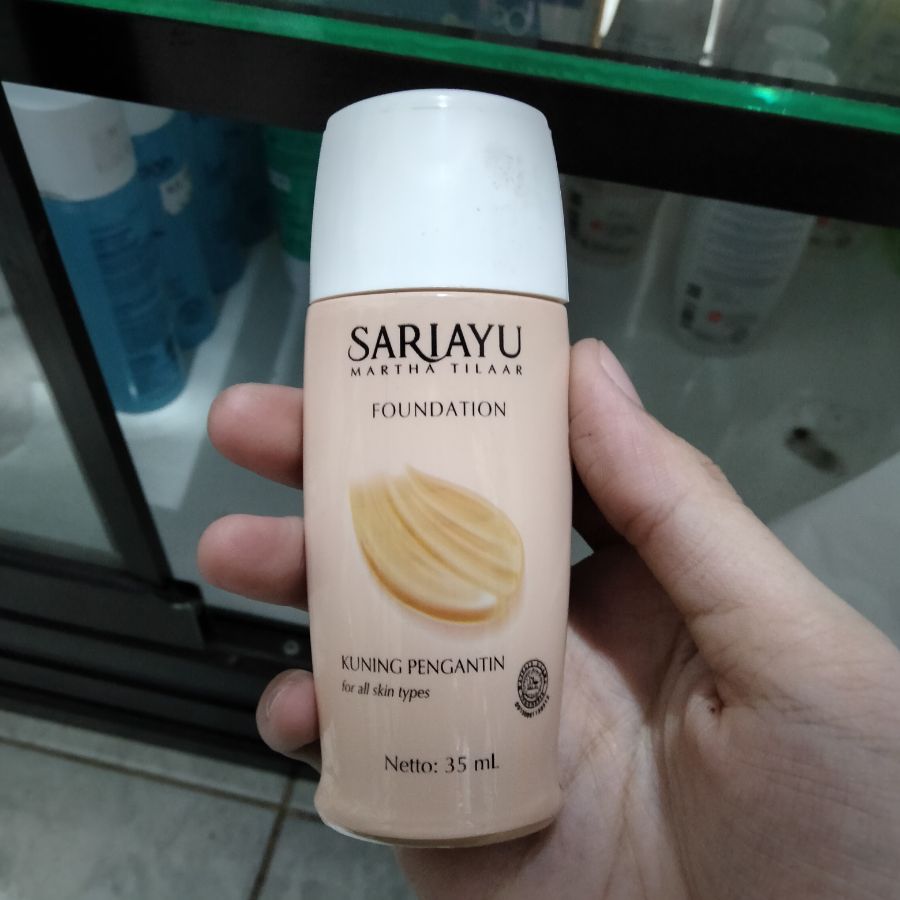 SARIAYU
MARTHA TILAAR
FOUNDATION
KUNING PENGANTIN
for all skin types
Netto: 35 mL